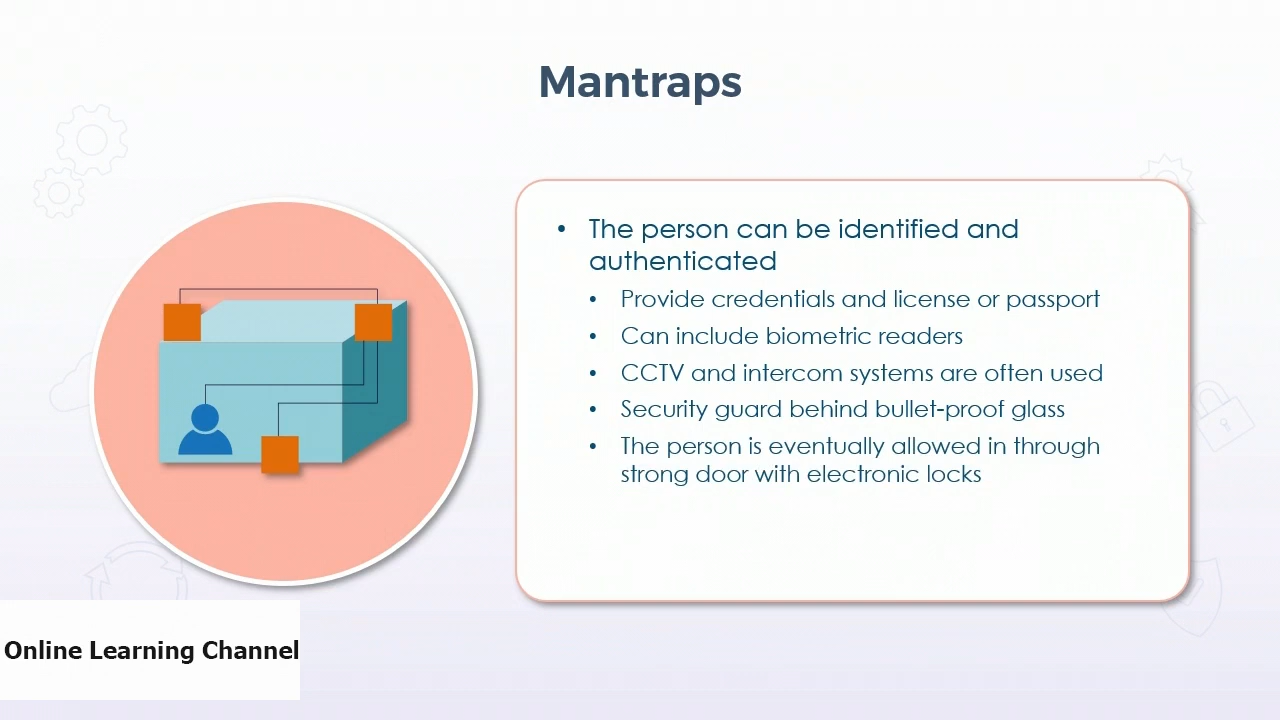 Mantraps
• The person can be identified and
authenticated
• Provide credentials and license or passport
• Can include biometric readers
• CCTV and intercom systems are often used
• Security guard behind bullet-proof glass
• The person is eventually allowed in through
strong door with electronic locks
Online Learning Channel